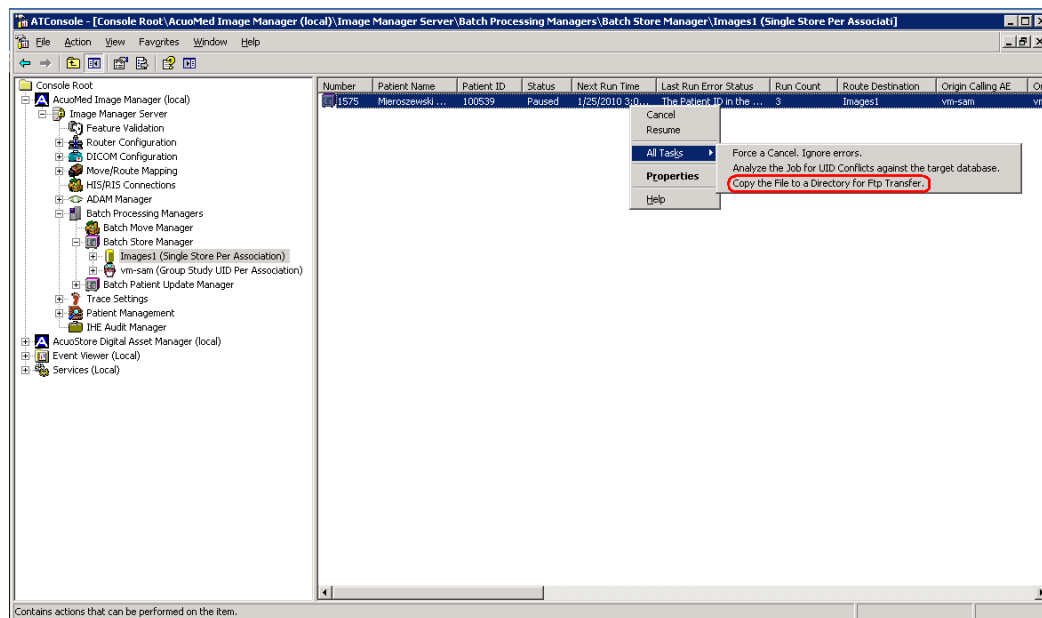 ATConsole - [Console Root\AcuoMed Image Manager (local)\Image Manager Server\Batch Processing Managers\Batch Store Manager\Images1 (Single Store Per Associati]
File Action View Favorites Window Help
Console Root
AcuoMed Image Manager (local)
Image Manager Server
Feature Validation
Router Configuration
DICOM Configuration
Move/Route Mapping
HIS/RIS Connections
ADAM Manager
Batch Processing Managers
Batch Move Manager
Batch Store Manager
Images1 (Single Store Per Association)
vm-sam (Group Study UID Per Association)
Batch Patient Update Manager
Trace Settings
Patient Management
IHE Audit Manager
AcuoStore Digital Asset Manager (local)
Event Viewer (Local)
Services (Local)
Number Patient Name Patient ID Status Next Run Time Last Run Error Status Run Count Route Destination Origin Calling AE
1575 Mieroszewski ... 100539 Paused 1/25/2010 3:0... The Patient ID in the ... 3 Images1 vm-sam
Cancel
Resume
All Tasks
Properties
Help
Force a Cancel. Ignore errors.
Analyze the Job for UID Conflicts against the target database.
Copy the File to a Directory for Ftp Transfer.
Contains actions that can be performed on the item.